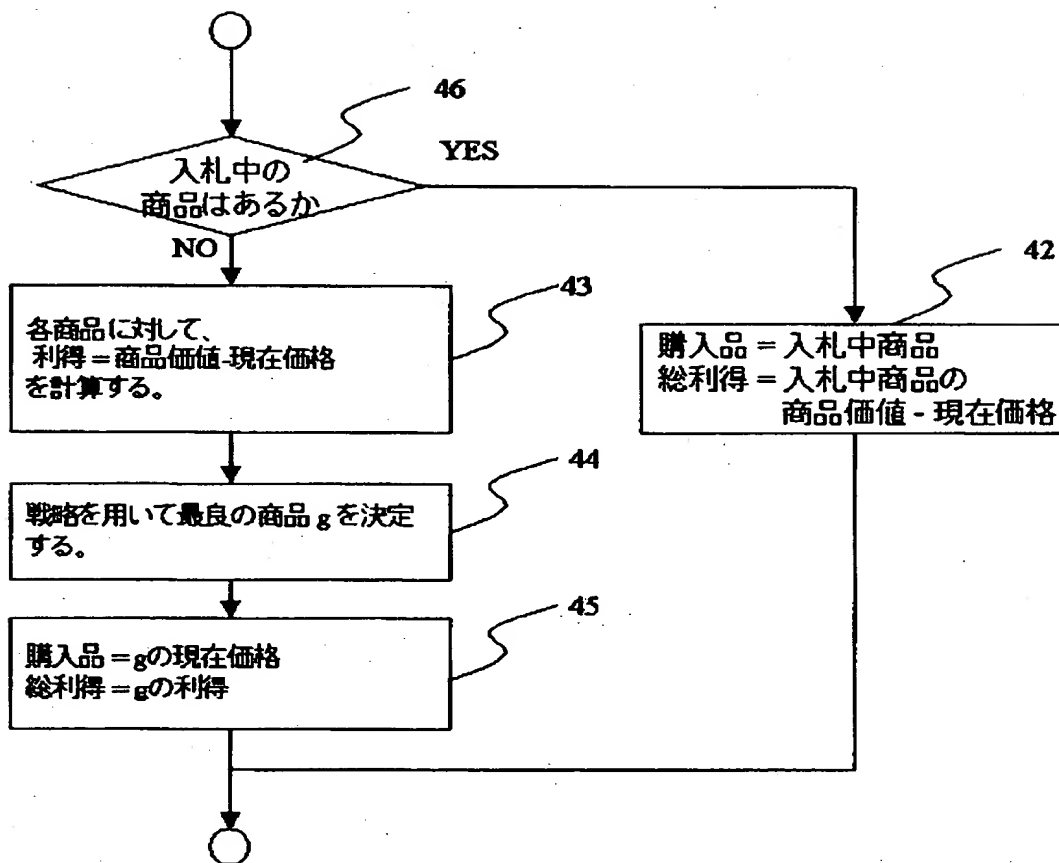 46
YES
入札中の
商品はあるか
NO
42
43
各商品に対して、
利得=商品価値-現在価格
を計算する。
購入品 = 入札中商品
総利得 = 入札中商品の
商品価値 - 現在価格
44
戦略を用いて最良の商品 g を決定
する。
45
購入品 = gの現在価格
総利得 = gの利得